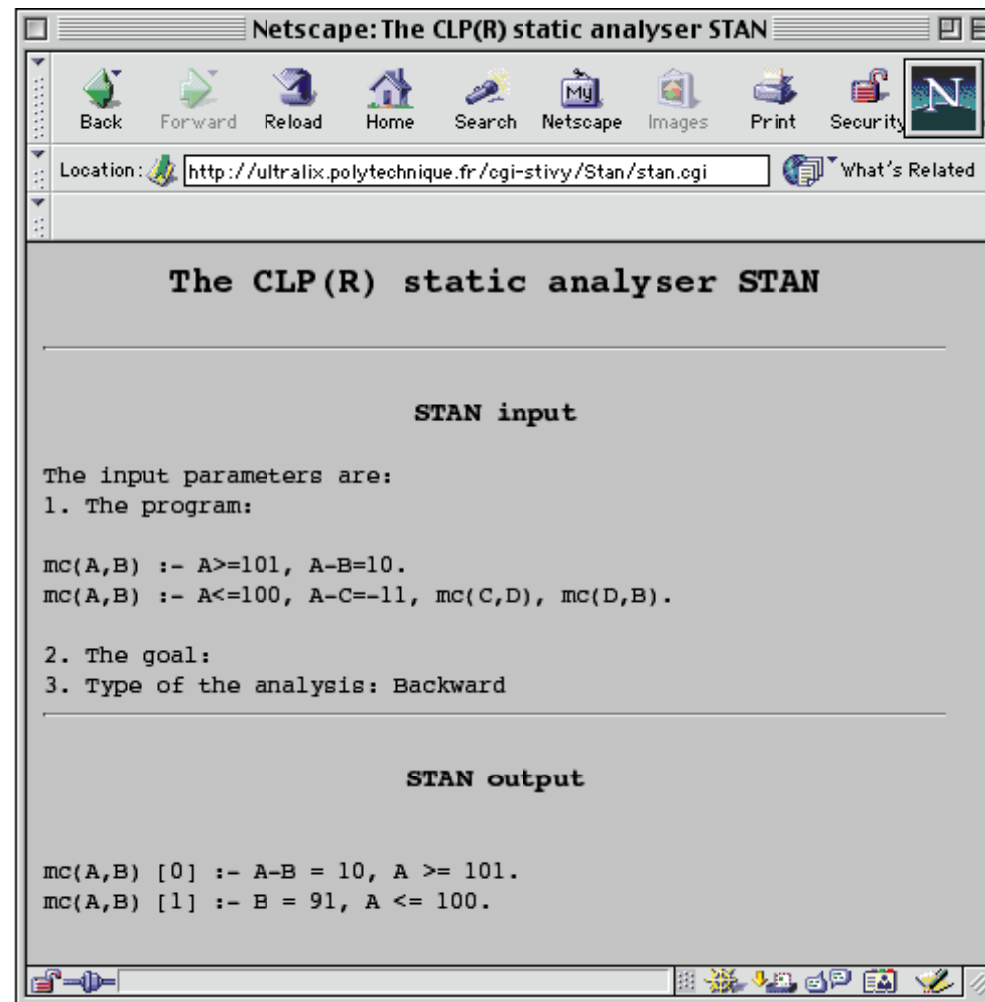 Netscape: The CLP(R) static analyser STAN
Back Forward Reload Home Search Netscape Images Print Security
My
N
Location: http://ultralix.polytechnique.fr/cgi-stivy/Stan/stan.cgi What's Related
The CLP(R) static analyser STAN
STAN input
The input parameters are:
1. The program:
mc(A,B) :- A>=101, A-B=10.
mc(A,B) :- A<=100, A-C=-11, mc(C,D), mc(D,B).
2. The goal:
3. Type of the analysis: Backward
STAN output
mc(A,B) [0] :- A-B = 10, A >= 101.
mc(A,B) [1] :- B = 91, A <= 100.